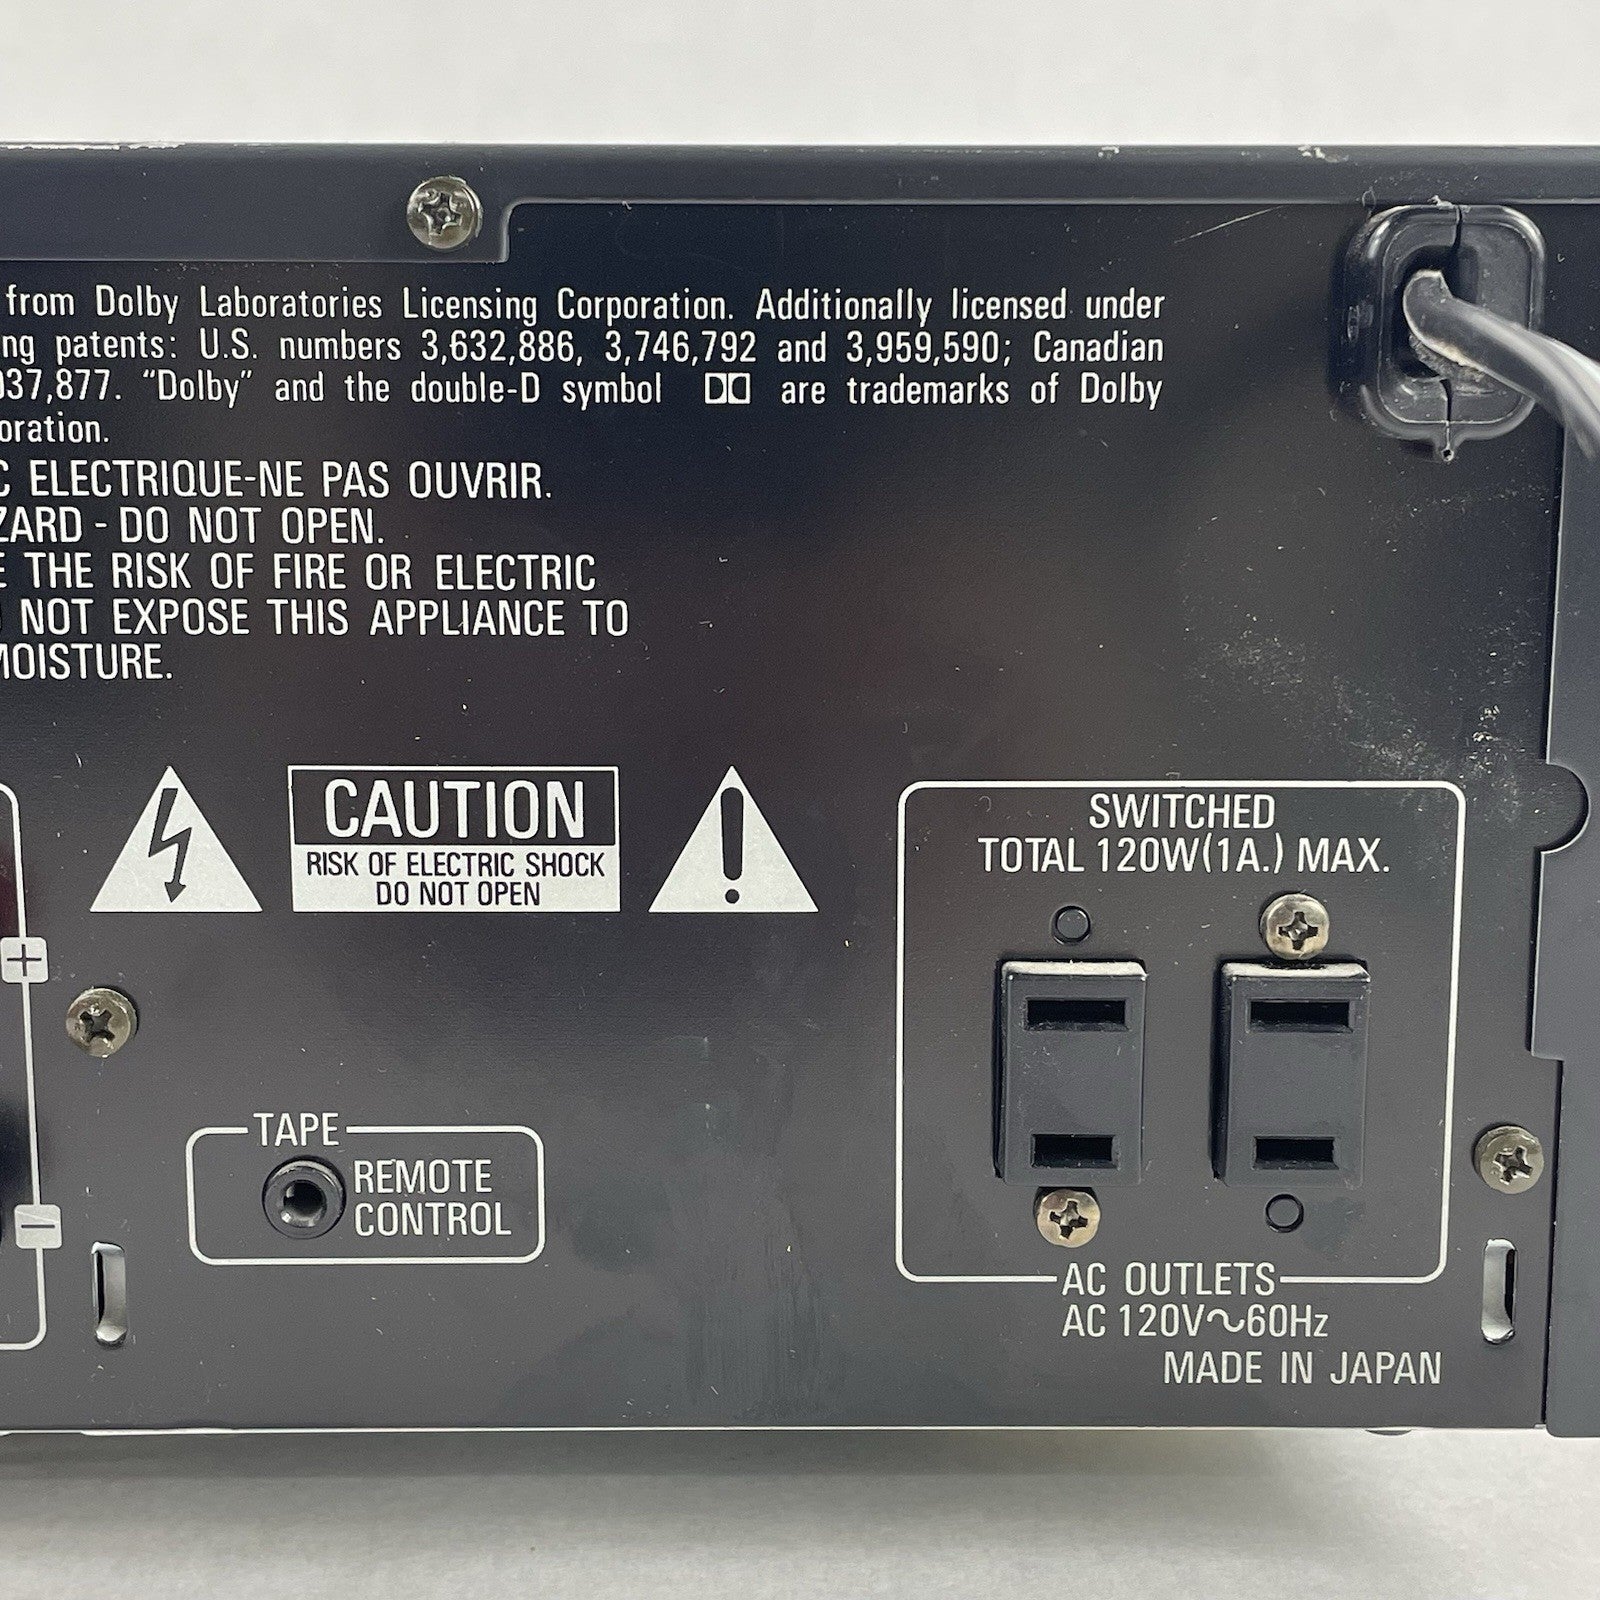 from Dolby Laboratories Licensing Corporation. Additionally licensed under
ng patents: U.S. numbers 3,632,886, 3,746,792 and 3,959,590; Canadian
037,877. “Dolby” and the double-D symbol are trademarks of Dolby
oration.
C ELECTRIQUE-NE PAS OUVRIR.
ZARD - DO NOT OPEN.
E THE RISK OF FIRE OR ELECTRIC
NOT EXPOSE THIS APPLIANCE TO
MOISTURE.
CAUTION
RISK OF ELECTRIC SHOCK
DO NOT OPEN
SWITCHED
TOTAL 120W(1A.) MAX.
+
−
TAPE
REMOTE
CONTROL
AC OUTLETS
AC 120V~60Hz
MADE IN JAPAN